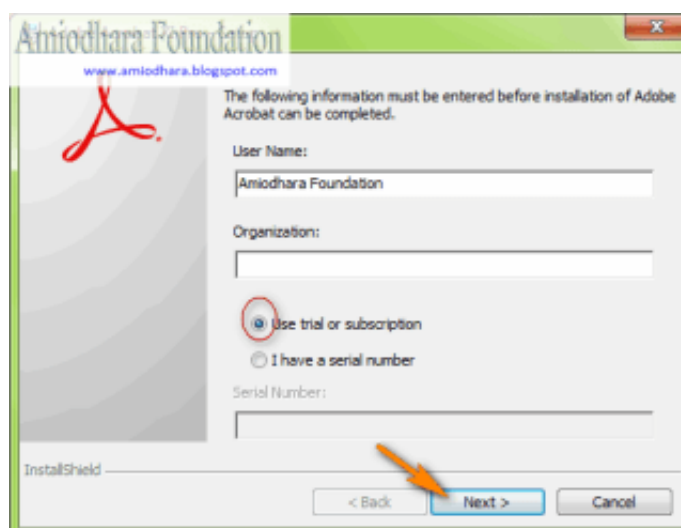 Amiodhara Foundation
www.amiodhara.blogspot.com
The following information must be entered before installation of Adobe
Acrobat can be completed.
User Name:
Amiodhara Foundation
Organization:
Use trial or subscription
I have a serial number
Serial Number:
InstallShield
< Back
Next >
Cancel